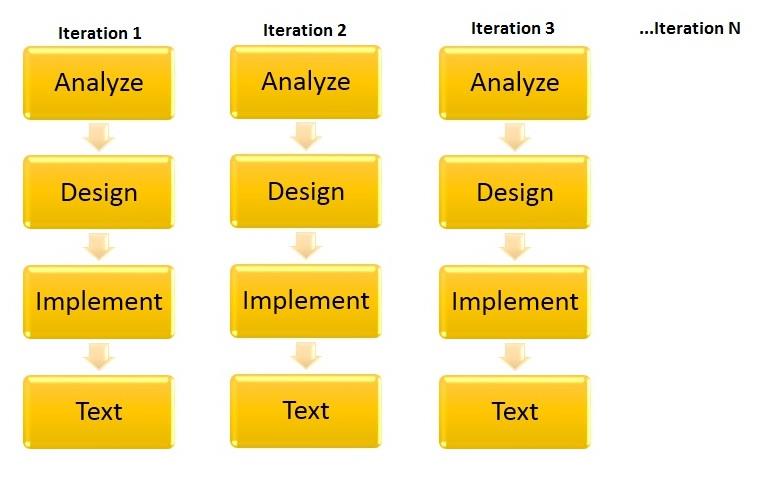 Iteration 1
Analyze
Design
Implement
Text
Iteration 2
Analyze
Design
Implement
Text
Iteration 3
Analyze
Design
Implement
Text
...Iteration N